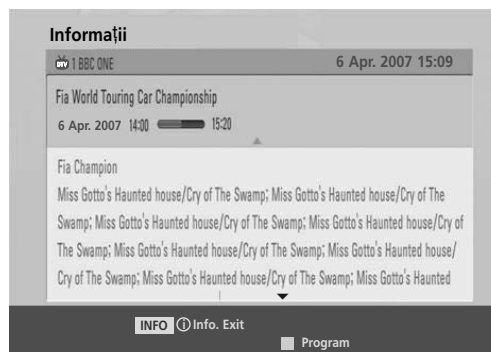 Informații
DTV 1 BBC ONE 6 Apr. 2007 15:09
Fia World Touring Car Championship
6 Apr. 2007 14:00 15:20
Fia Champion
Miss Gotto's Haunted house/Cry of The Swamp; Miss Gotto's Haunted house/Cry of The
Swamp; Miss Gotto's Haunted house/Cry of The Swamp; Miss Gotto's Haunted house/Cry of
The Swamp; Miss Gotto's Haunted house/Cry of The Swamp; Miss Gotto's Haunted house/
Cry of The Swamp; Miss Gotto's Haunted house/Cry of The Swamp; Miss Gotto's Haunted
INFO ⓘ Info. Exit
Program